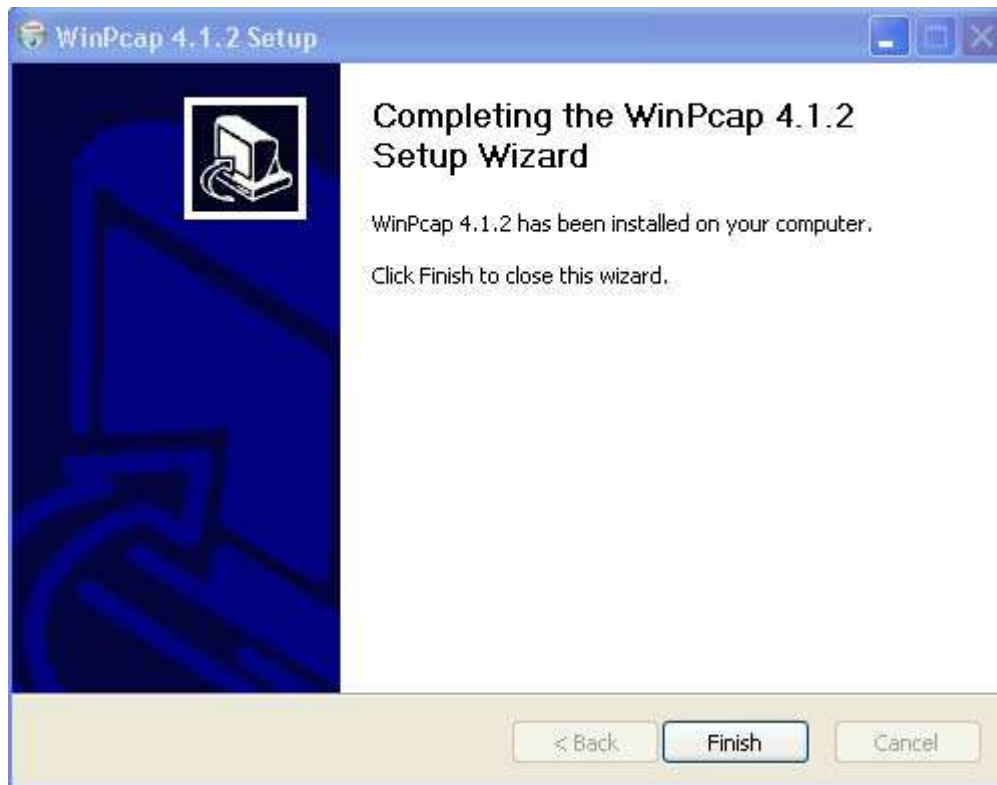 WinPcap 4.1.2 Setup
Completing the WinPcap 4.1.2
Setup Wizard
WinPcap 4.1.2 has been installed on your computer.
Click Finish to close this wizard.
< Back
Finish
Cancel